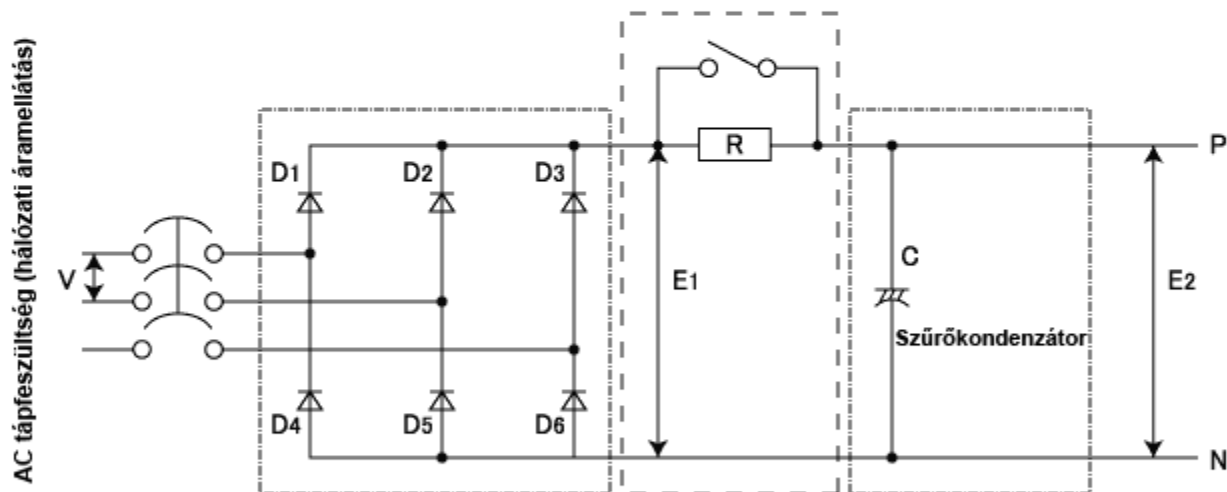 AC tápfeszültség (hálózati áramellátás)
V
D1
D2
D3
D4
D5
D6
R
E1
C
Szűrőkondenzátor
E2
P
N